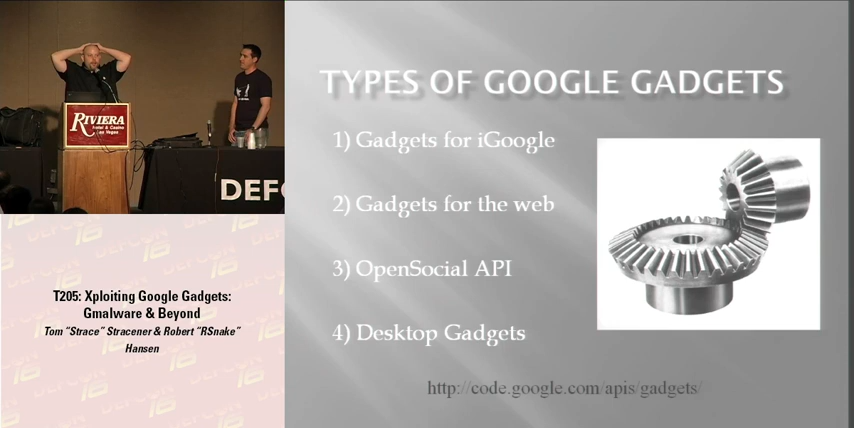 RIVIERA
Hotel & Casino
Las Vegas
DEFC
T205: Xploiting Google Gadgets:
Gmalware & Beyond
Tom “Strace” Stracener & Robert “RSnake”
Hansen
TYPES OF GOOGLE GADGETS
1) Gadgets for iGoogle
2) Gadgets for the web
3) OpenSocial API
4) Desktop Gadgets
http://code.google.com/apis/gadgets/